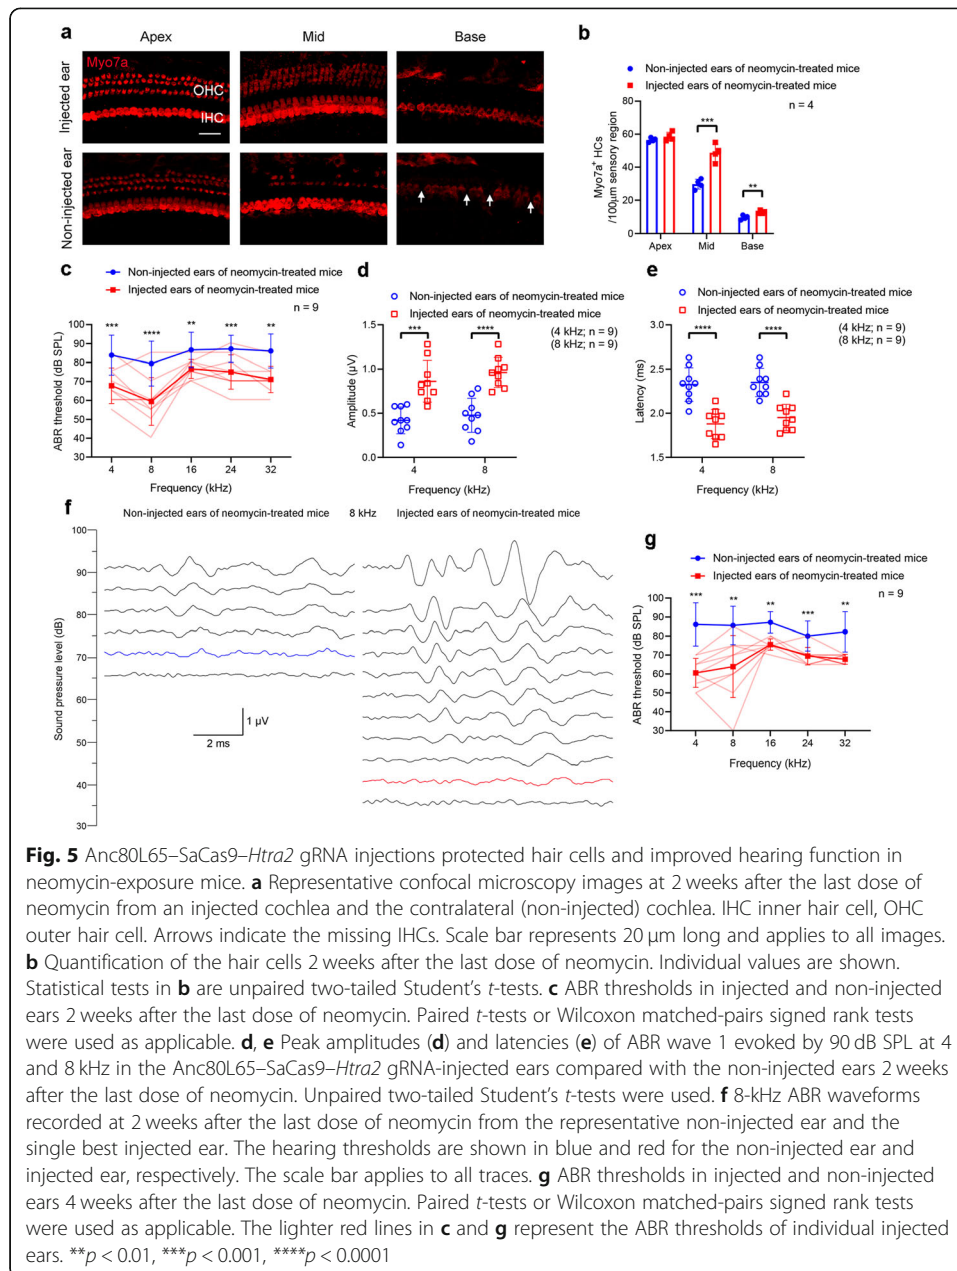 a
Apex
Mid
Base
Injected ear
Non-injected ear
Myo7a
OHC
IHC
b
Non-injected ears of neomycin-treated mice
Injected ears of neomycin-treated mice
n = 4
Myo7a⁺ HCs
/100μm sensory region
80
60
40
20
0
***
**
Apex
Mid
Base
c
Non-injected ears of neomycin-treated mice
Injected ears of neomycin-treated mice
n = 9
ABR threshold (dB SPL)
100
90
80
70
60
50
40
30
***
****
**
***
**
4
8
16
24
32
Frequency (kHz)
d
Non-injected ears of neomycin-treated mice
Injected ears of neomycin-treated mice
(4 kHz; n = 9)
(8 kHz; n = 9)
Amplitude (μV)
1.5
1.0
0.5
0.0
***
****
4
8
Frequency (kHz)
e
Non-injected ears of neomycin-treated mice
Injected ears of neomycin-treated mice
(4 kHz; n = 9)
(8 kHz; n = 9)
Latency (ms)
3.0
2.5
2.0
1.5
****
****
4
8
Frequency (kHz)
f
Non-injected ears of neomycin-treated mice
8 kHz
Injected ears of neomycin-treated mice
Sound pressure level (dB)
100
90
80
70
60
50
40
30
1 μV
2 ms
g
Non-injected ears of neomycin-treated mice
Injected ears of neomycin-treated mice
n = 9
ABR threshold (dB SPL)
100
90
80
70
60
50
40
30
***
**
**
***
**
4
8
16
24
32
Frequency (kHz)
Fig. 5 Anc80L65–SaCas9–Htra2 gRNA injections protected hair cells and improved hearing function in
neomycin-exposure mice. a Representative confocal microscopy images at 2 weeks after the last dose of
neomycin from an injected cochlea and the contralateral (non-injected) cochlea. IHC inner hair cell, OHC
outer hair cell. Arrows indicate the missing IHCs. Scale bar represents 20 μm long and applies to all images.
b Quantification of the hair cells 2 weeks after the last dose of neomycin. Individual values are shown.
Statistical tests in b are unpaired two-tailed Student's t-tests. c ABR thresholds in injected and non-injected
ears 2 weeks after the last dose of neomycin. Paired t-tests or Wilcoxon matched-pairs signed rank tests
were used as applicable. d, e Peak amplitudes (d) and latencies (e) of ABR wave 1 evoked by 90 dB SPL at 4
and 8 kHz in the Anc80L65–SaCas9–Htra2 gRNA-injected ears compared with the non-injected ears 2 weeks
after the last dose of neomycin. Unpaired two-tailed Student's t-tests were used. f 8-kHz ABR waveforms
recorded at 2 weeks after the last dose of neomycin from the representative non-injected ear and the
single best injected ear. The hearing thresholds are shown in blue and red for the non-injected ear and
injected ear, respectively. The scale bar applies to all traces. g ABR thresholds in injected and non-injected
ears 4 weeks after the last dose of neomycin. Paired t-tests or Wilcoxon matched-pairs signed rank tests
were used as applicable. The lighter red lines in c and g represent the ABR thresholds of individual injected
ears. **p < 0.01, ***p < 0.001, ****p < 0.0001